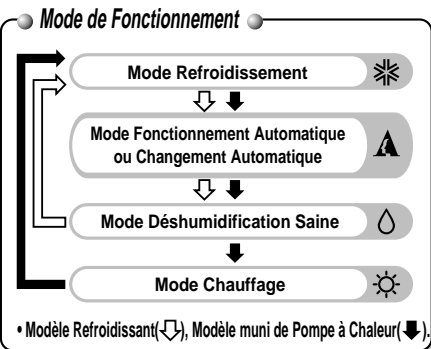 Mode de Fonctionnement
Mode Refroidissement
Mode Fonctionnement Automatique
ou Changement Automatique
Mode Déshumidification Saine
Mode Chauffage
• Modèle Refroidissant(⇩), Modèle muni de Pompe à Chaleur(⬇).